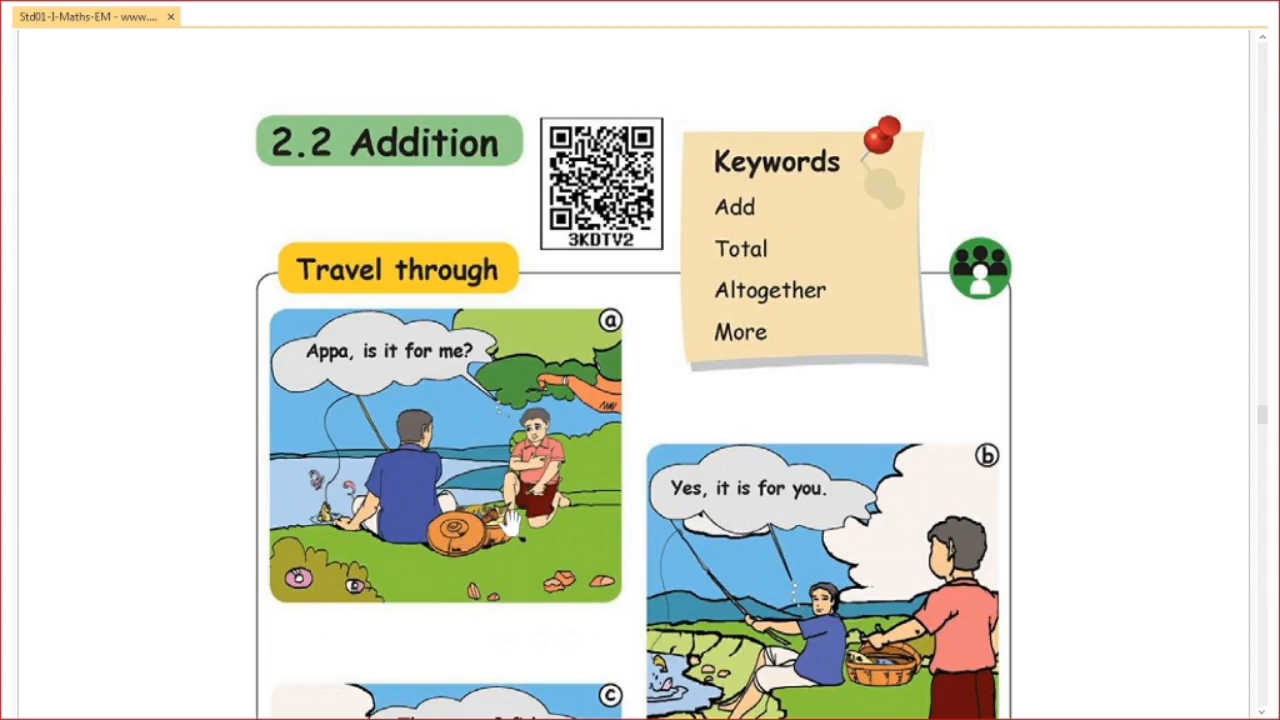 Std01-I-Maths-EM - www....
2.2 Addition
3KDTV2
Keywords
Add
Total
Altogether
More
Travel through
a
Appa, is it for me?
b
Yes, it is for you.
c